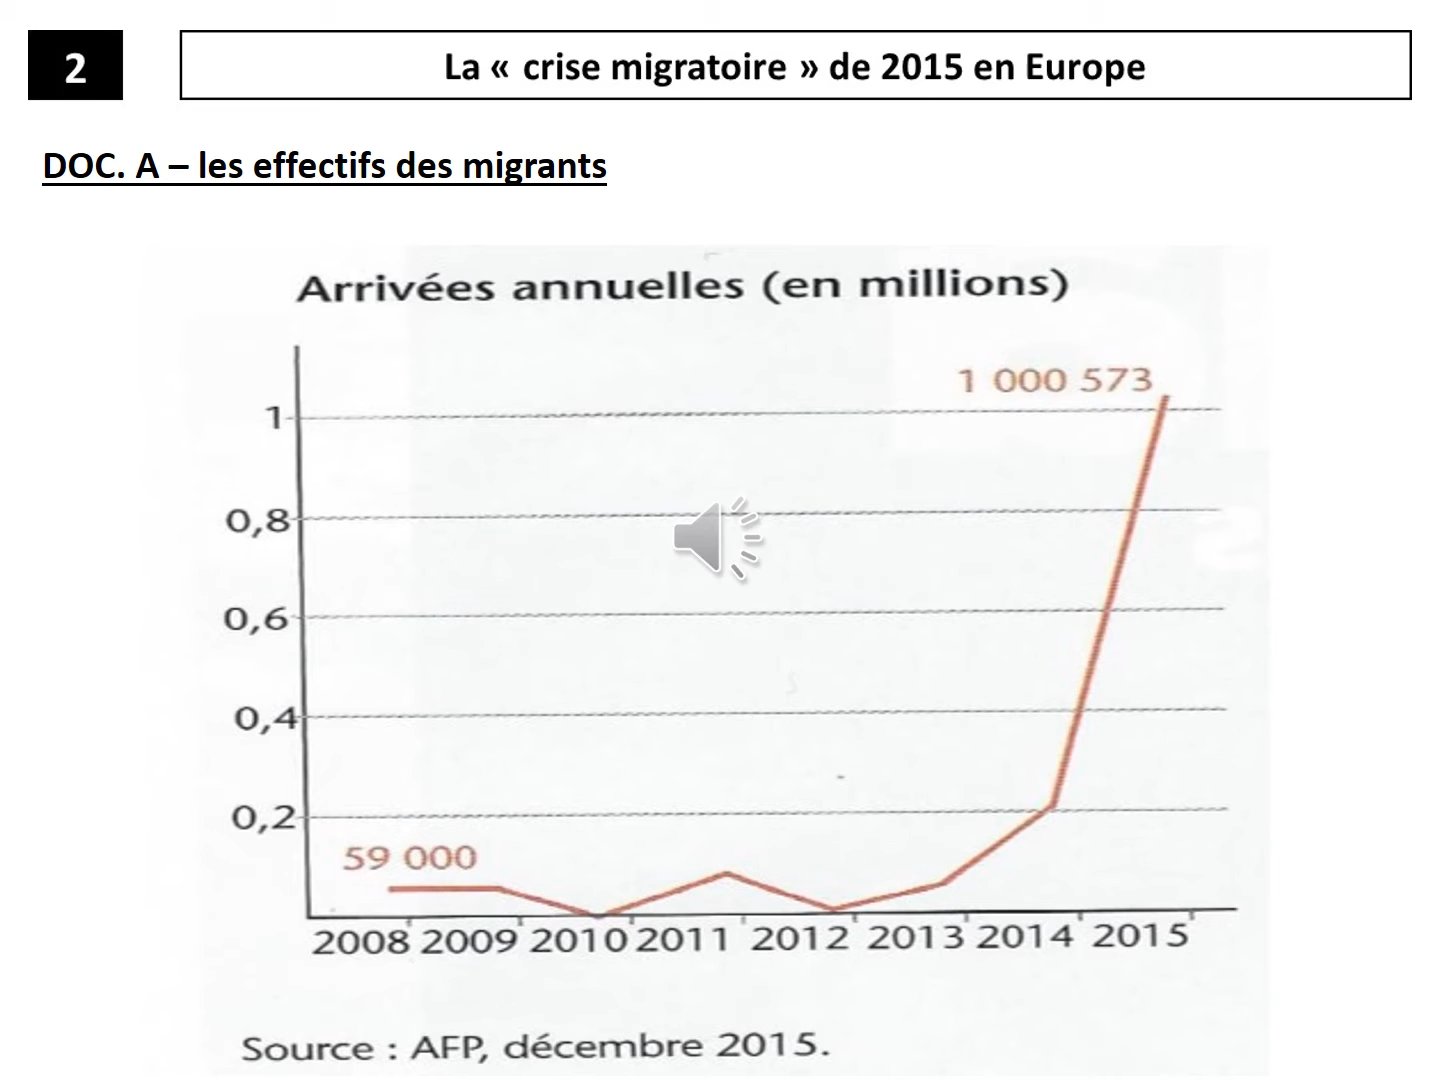 2
La « crise migratoire » de 2015 en Europe
DOC. A – les effectifs des migrants
Arrivées annuelles (en millions)
1 000 573
1
0,8
0,6
0,4
0,2
59 000
2008 2009 2010 2011 2012 2013 2014 2015
Source : AFP, décembre 2015.